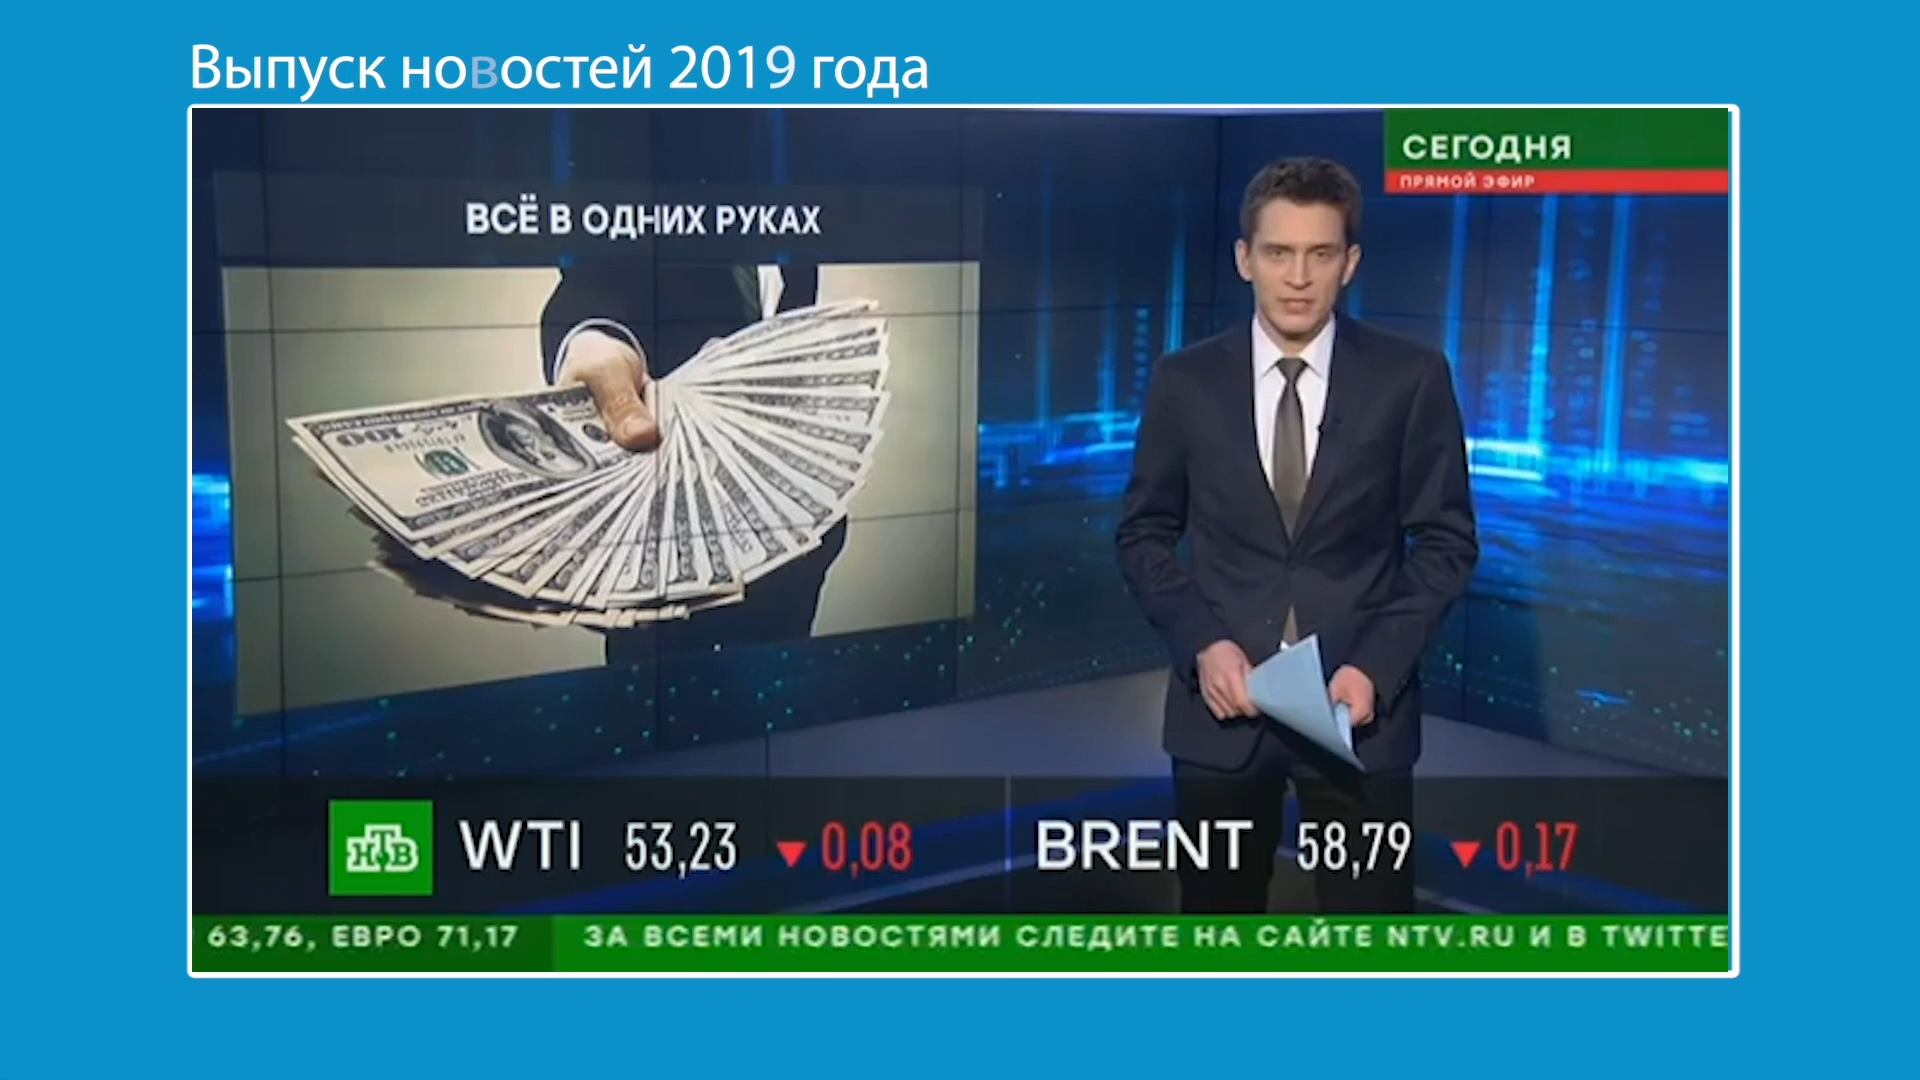 Выпуск новостей 2019 года
СЕГОДНЯ
ПРЯМОЙ ЭФИР
ВСЁ В ОДНИХ РУКАХ
100
НТВ WTI 53,23 ▼ 0,08 BRENT 58,79 ▼ 0,17
63,76, ЕВРО 71,17 ЗА ВСЕМИ НОВОСТЯМИ СЛЕДИТЕ НА САЙТЕ NTV.RU И В TWITTE